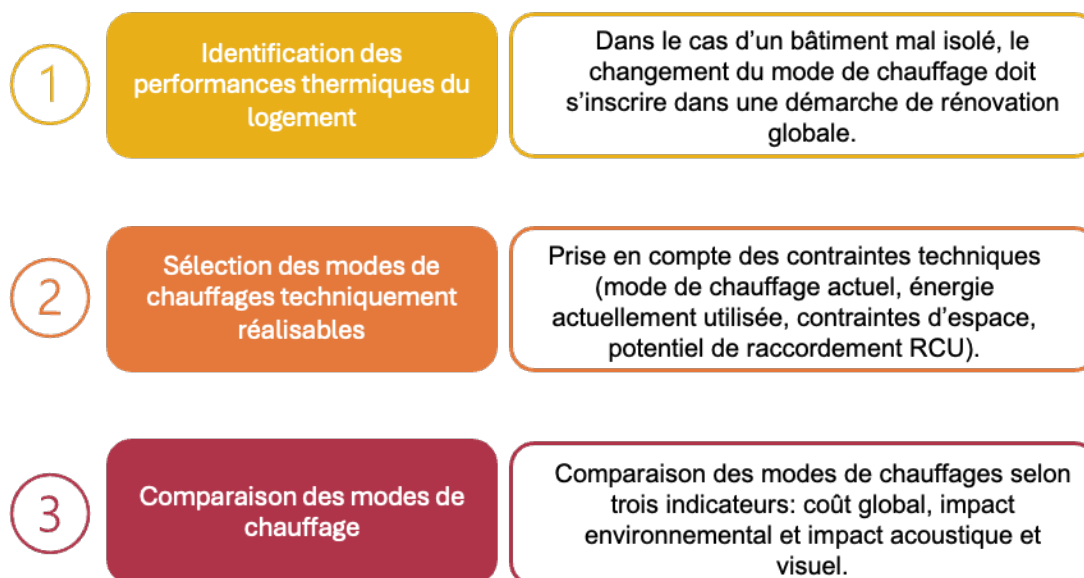 1
Identification des
performances thermiques du
logement
Dans le cas d’un bâtiment mal isolé, le
changement du mode de chauffage doit
s’inscrire dans une démarche de rénovation
globale.
2
Sélection des modes de
chauffages techniquement
réalisables
Prise en compte des contraintes techniques
(mode de chauffage actuel, énergie
actuellement utilisée, contraintes d’espace,
potentiel de raccordement RCU).
3
Comparaison des modes de
chauffage
Comparaison des modes de chauffages selon
trois indicateurs: coût global, impact
environnemental et impact acoustique et
visuel.